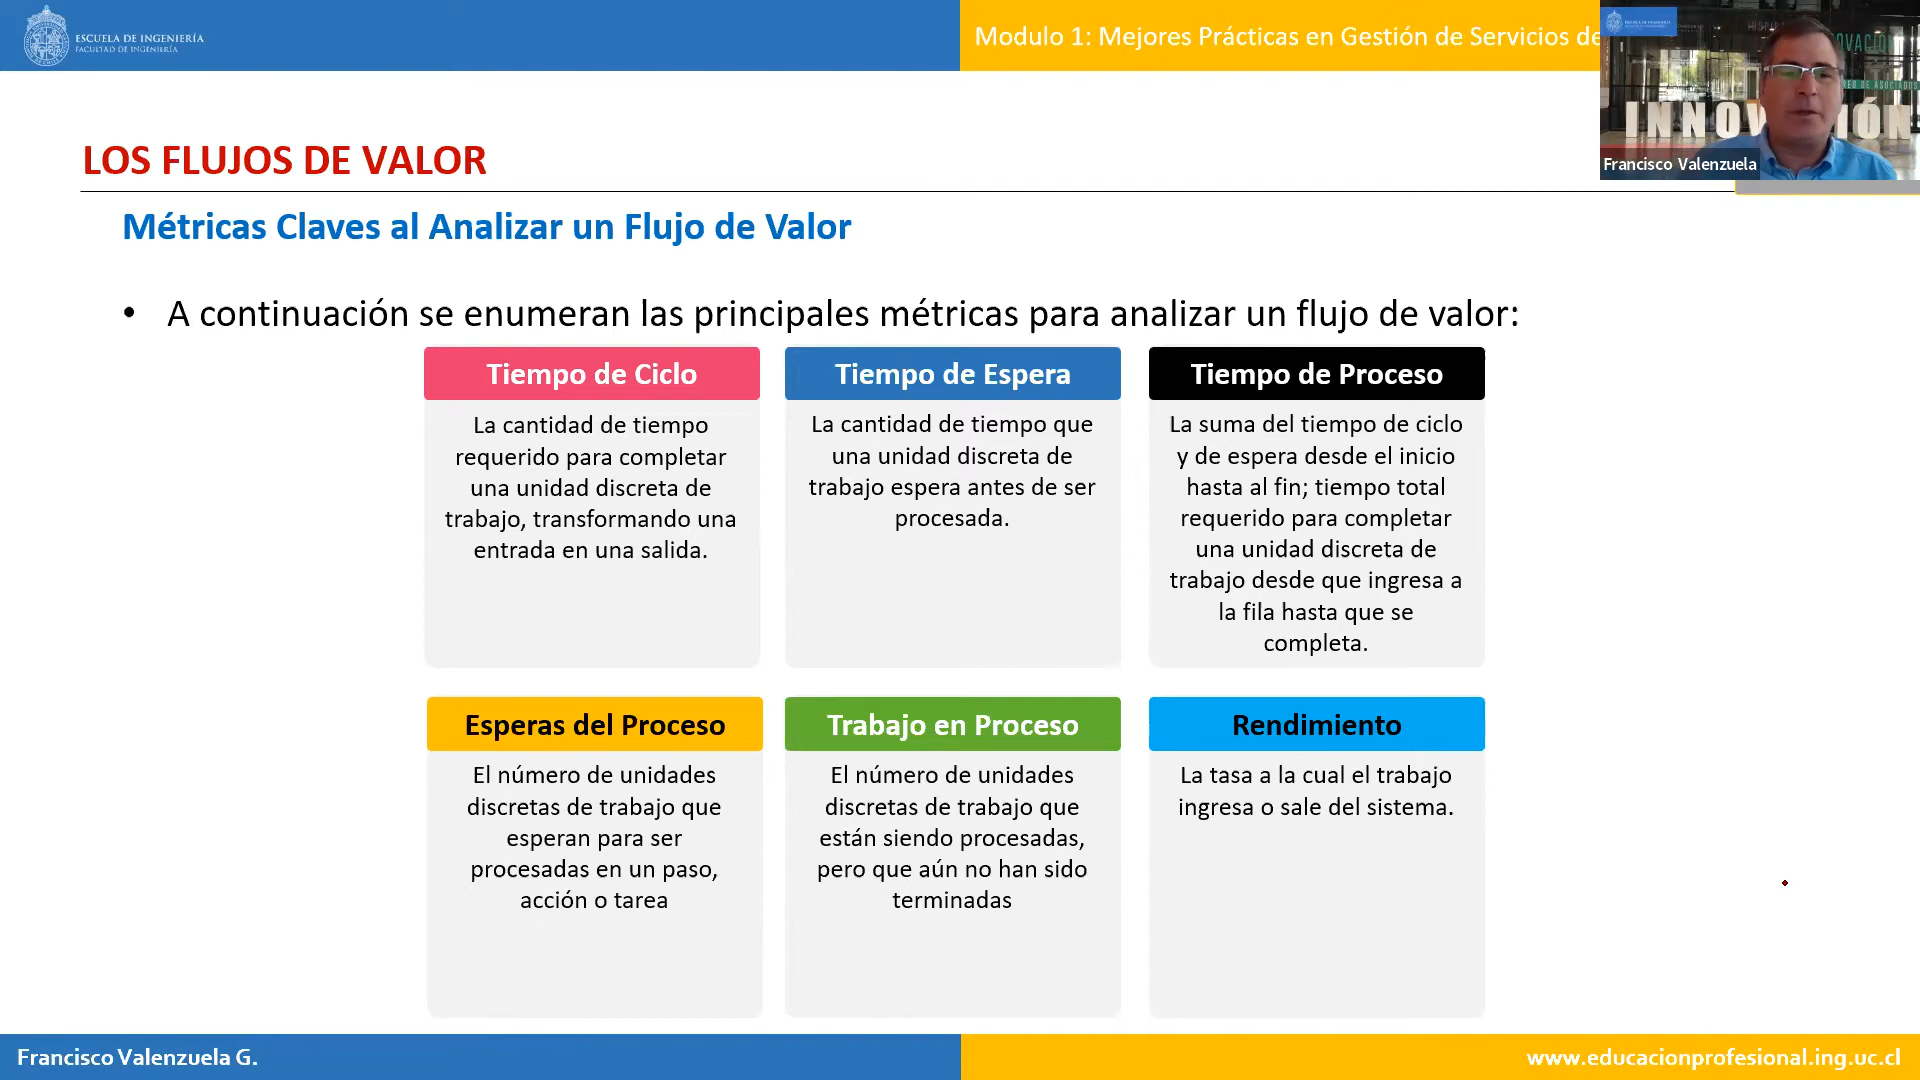 ESCUELA DE INGENIERÍA
FACULTAD DE INGENIERÍA
Modulo 1: Mejores Prácticas en Gestión de Servicios de
INNOV IÓN
Francisco Valenzuela
LOS FLUJOS DE VALOR
Métricas Claves al Analizar un Flujo de Valor
• A continuación se enumeran las principales métricas para analizar un flujo de valor:
Tiempo de Ciclo
La cantidad de tiempo
requerido para completar
una unidad discreta de
trabajo, transformando una
entrada en una salida.
Tiempo de Espera
La cantidad de tiempo que
una unidad discreta de
trabajo espera antes de ser
procesada.
Tiempo de Proceso
La suma del tiempo de ciclo
y de espera desde el inicio
hasta al fin; tiempo total
requerido para completar
una unidad discreta de
trabajo desde que ingresa a
la fila hasta que se
completa.
Esperas del Proceso
El número de unidades
discretas de trabajo que
esperan para ser
procesadas en un paso,
acción o tarea
Trabajo en Proceso
El número de unidades
discretas de trabajo que
están siendo procesadas,
pero que aún no han sido
terminadas
Rendimiento
La tasa a la cual el trabajo
ingresa o sale del sistema.
Francisco Valenzuela G.
www.educacionprofesional.ing.uc.cl